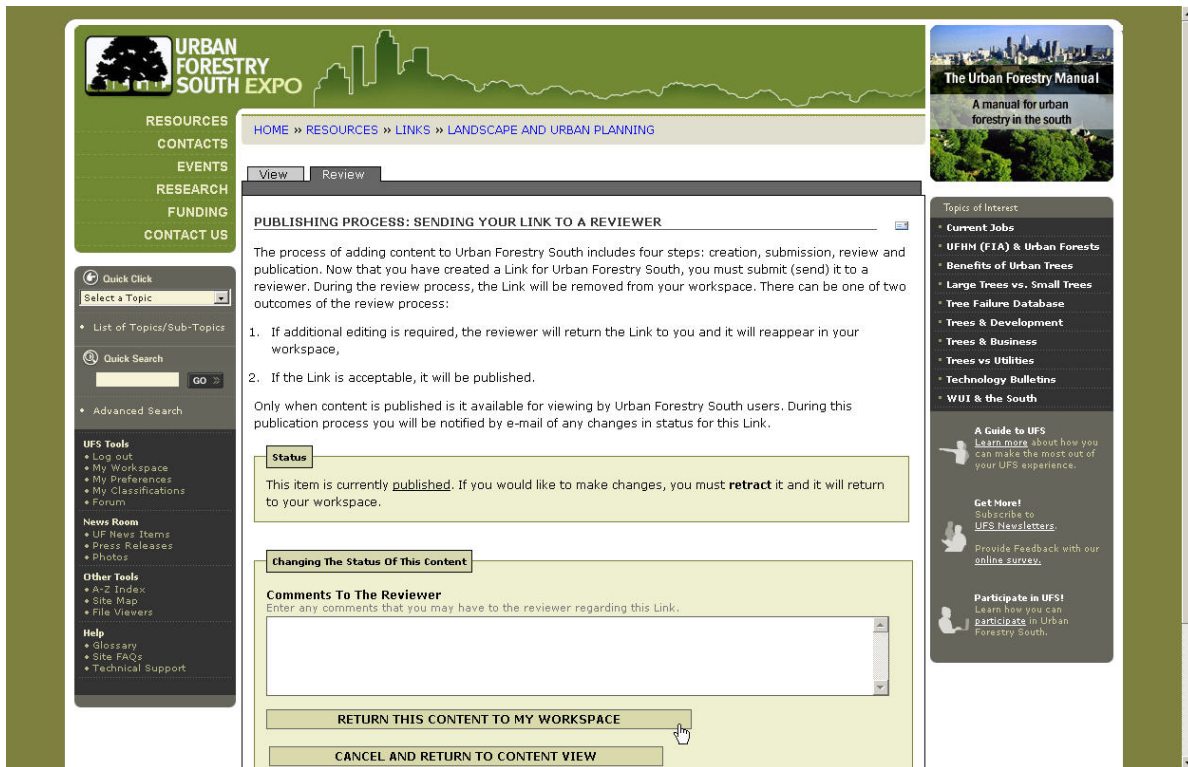 URBAN
FORESTRY
SOUTH EXPO
RESOURCES
CONTACTS
EVENTS
RESEARCH
FUNDING
CONTACT US
Quick Click
Select a Topic
List of Topics/Sub-Topics
Quick Search
GO »
Advanced Search
UFS Tools
• Log out
• My Workspace
• My Preferences
• My Classifications
• Forum
News Room
• UF News Items
• Press Releases
• Photos
Other Tools
• A-Z Index
• Site Map
• File Viewers
Help
• Glossary
• Site FAQs
• Technical Support
HOME » RESOURCES » LINKS » LANDSCAPE AND URBAN PLANNING
View Review
PUBLISHING PROCESS: SENDING YOUR LINK TO A REVIEWER
The process of adding content to Urban Forestry South includes four steps: creation, submission, review and
publication. Now that you have created a Link for Urban Forestry South, you must submit (send) it to a
reviewer. During the review process, the Link will be removed from your workspace. There can be one of two
outcomes of the review process:
1. If additional editing is required, the reviewer will return the Link to you and it will reappear in your
workspace,
2. If the Link is acceptable, it will be published.
Only when content is published is it available for viewing by Urban Forestry South users. During this
publication process you will be notified by e-mail of any changes in status for this Link.
Status
This item is currently published. If you would like to make changes, you must retract it and it will return
to your workspace.
Changing The Status Of This Content
Comments To The Reviewer
Enter any comments that you may have to the reviewer regarding this Link.
RETURN THIS CONTENT TO MY WORKSPACE
CANCEL AND RETURN TO CONTENT VIEW
The Urban Forestry Manual
A manual for urban
forestry in the south
Topics of Interest
Current Jobs
UFHM (FIA) & Urban Forests
Benefits of Urban Trees
Large Trees vs. Small Trees
Tree Failure Database
Trees & Development
Trees & Business
Trees vs Utilities
Technology Bulletins
WUI & the South
A Guide to UFS
Learn more about how you
can make the most out of
your UFS experience.
Get More!
Subscribe to
UFS Newsletters.
Provide Feedback with our
online survey.
Participate in UFS!
Learn how you can
participate in Urban
Forestry South.